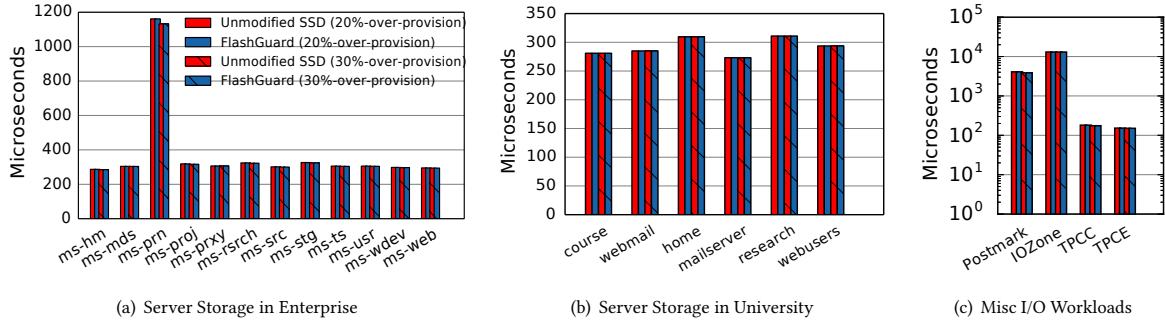 Microseconds
1200
1000
800
600
400
200
0
Unmodified SSD (20%-over-provision)
FlashGuard (20%-over-provision)
Unmodified SSD (30%-over-provision)
FlashGuard (30%-over-provision)
ms-hm
ms-mds
ms-prn
ms-proj
ms-prxy
ms-rsrch
ms-src
ms-stg
ms-ts
ms-usr
ms-wdev
ms-web
(a) Server Storage in Enterprise
Microseconds
350
300
250
200
150
100
50
0
course
webmail
home
mailserver
research
webusers
(b) Server Storage in University
Microseconds
10^5
10^4
10^3
10^2
10^1
10^0
Postmark
IOZone
TPCC
TPCE
(c) Misc I/O Workloads